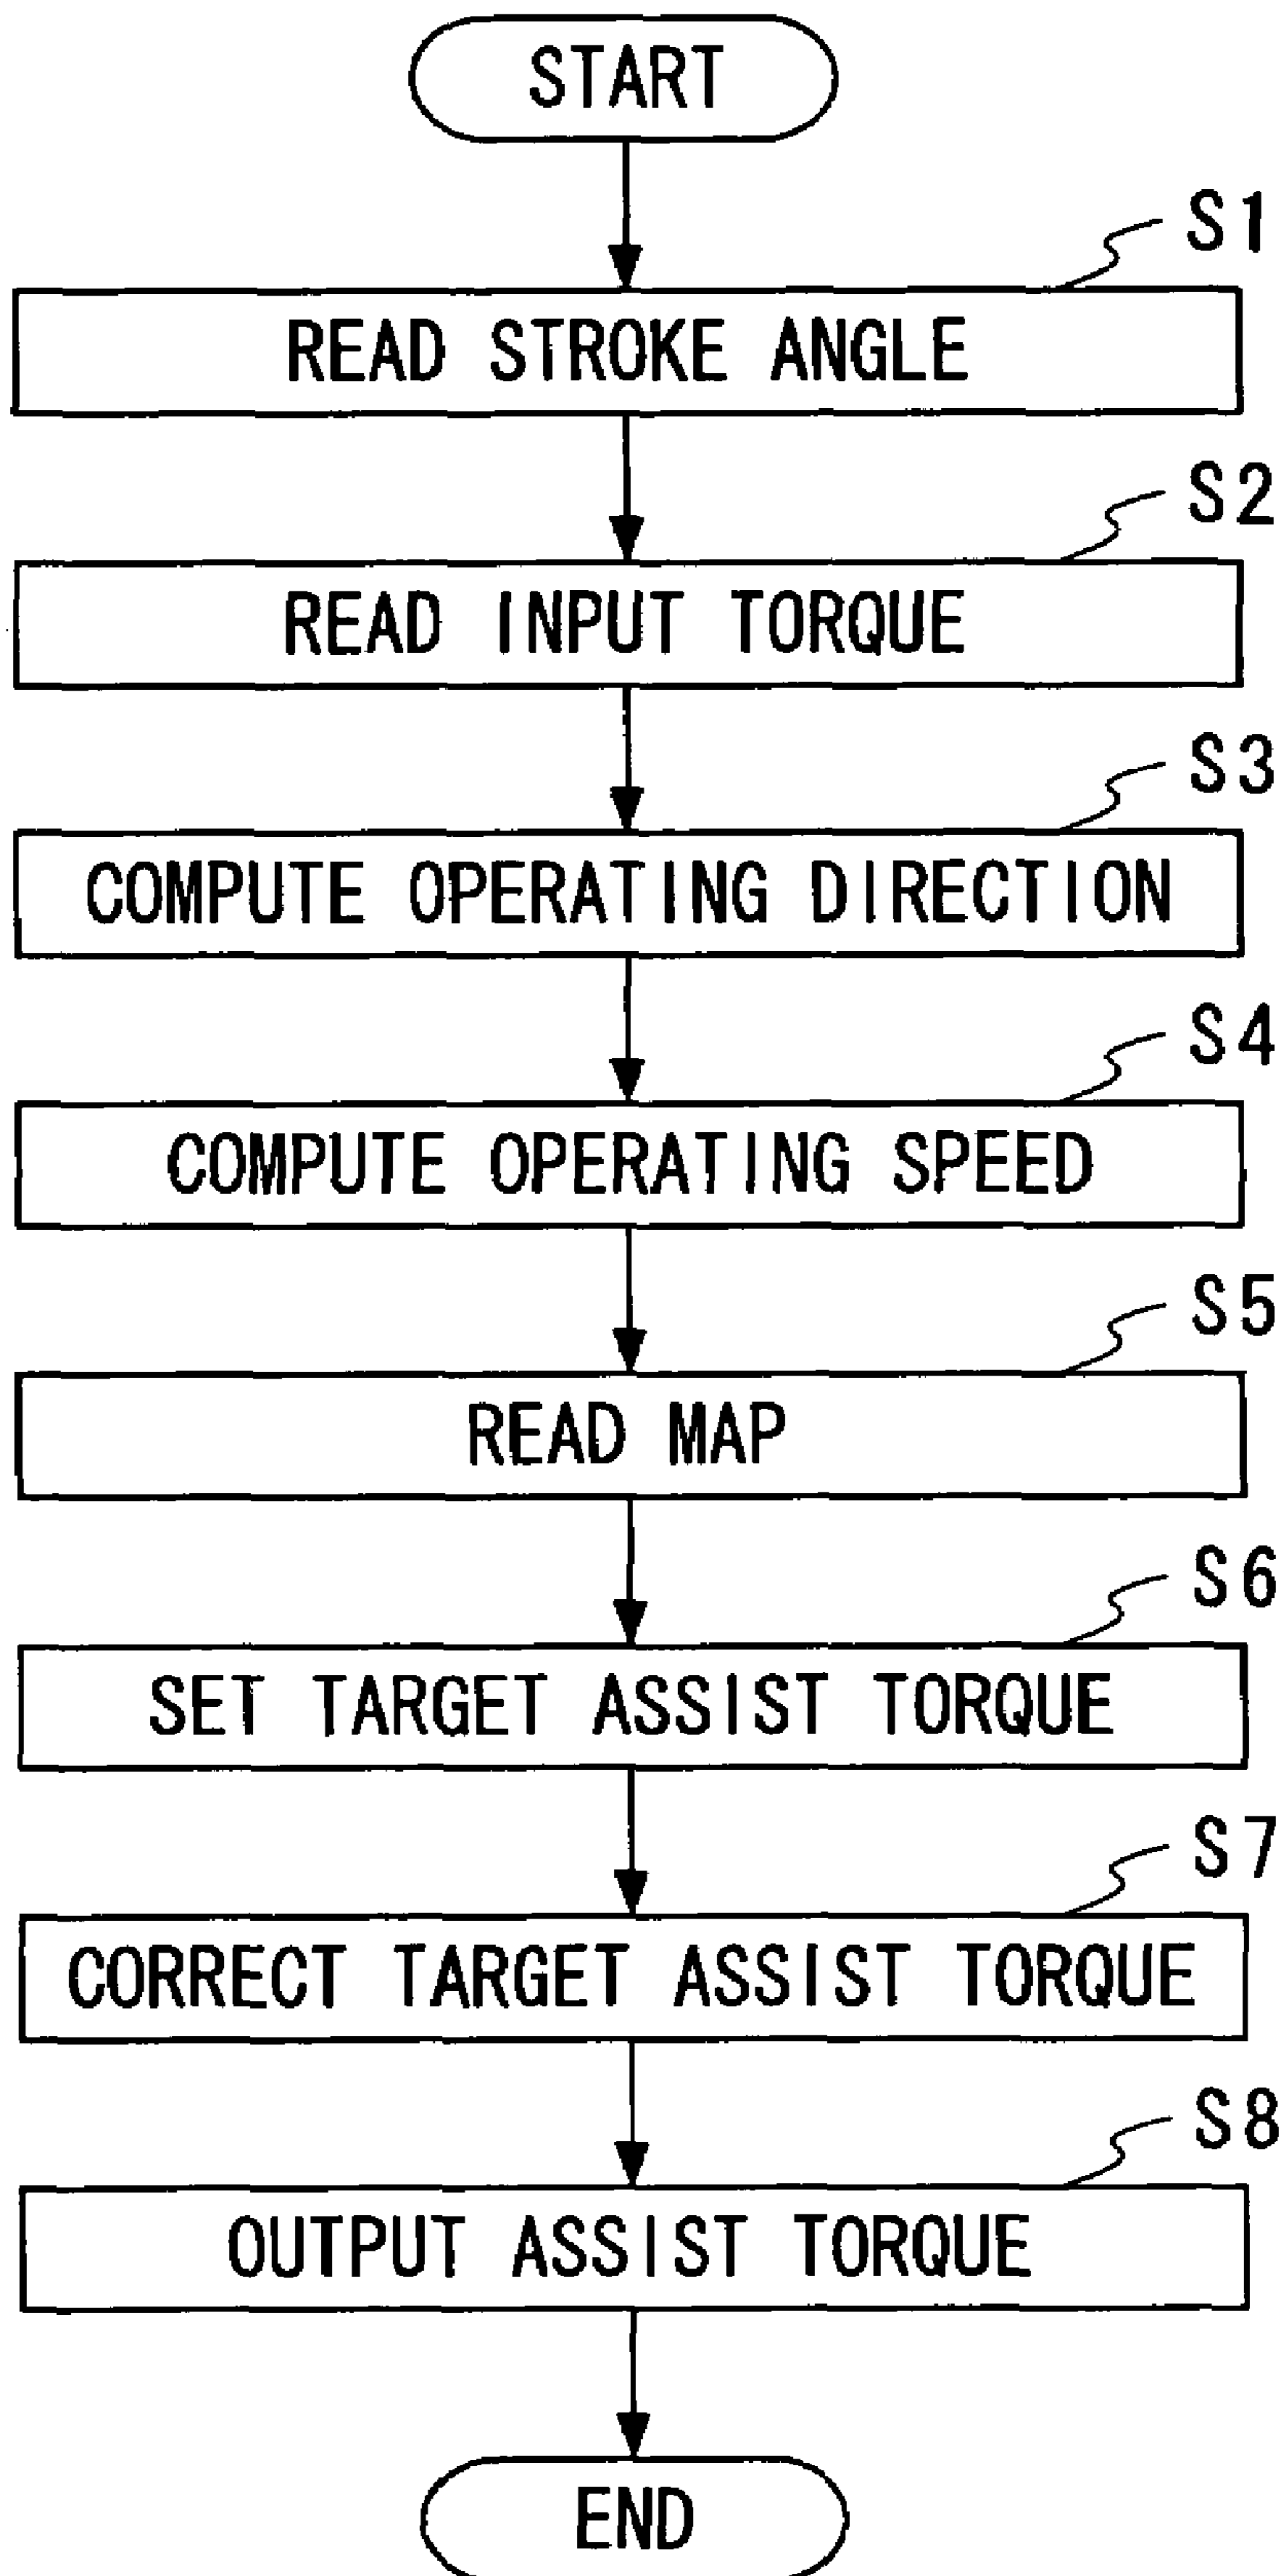 START
S1
READ STROKE ANGLE
S2
READ INPUT TORQUE
S3
COMPUTE OPERATING DIRECTION
S4
COMPUTE OPERATING SPEED
S5
READ MAP
S6
SET TARGET ASSIST TORQUE
S7
CORRECT TARGET ASSIST TORQUE
S8
OUTPUT ASSIST TORQUE
END